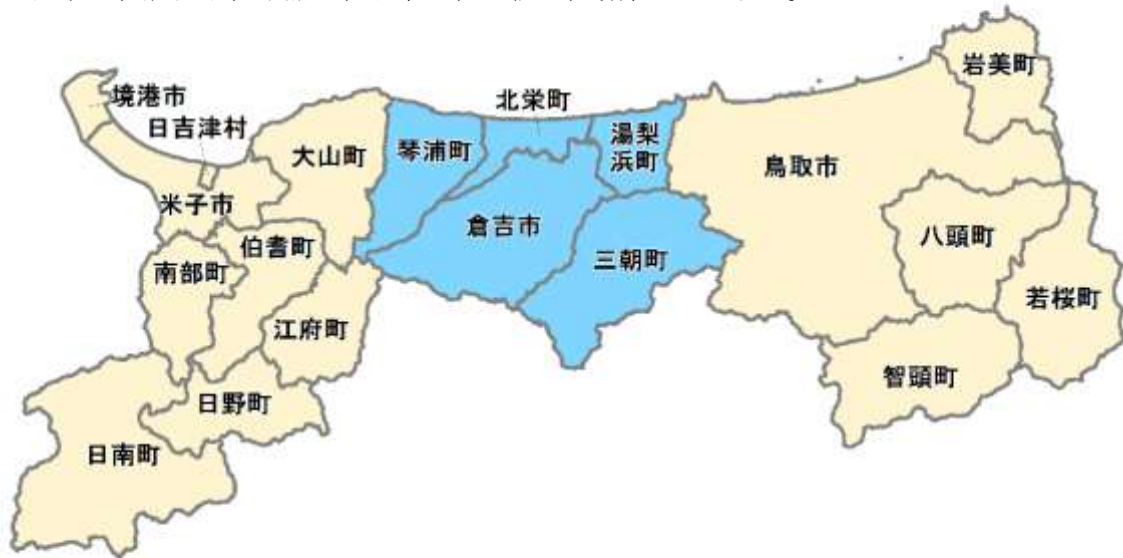 岩美町
境港市
北栄町
日吉津村
湯梨
浜町
大山町
琴浦町
鳥取市
米子市
倉吉市
伯耆町
八頭町
三朝町
南部町
若桜町
江府町
智頭町
日野町
日南町